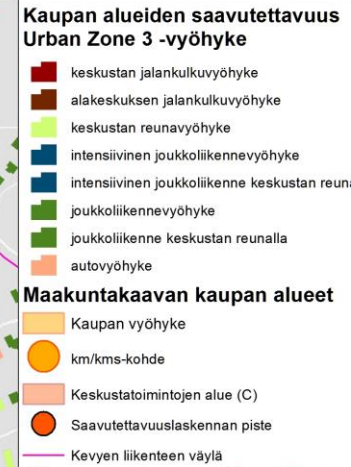 Kaupan alueiden saavutettavuus
Urban Zone 3 -vyöhyke
keskustan jalankulkuvyöhyke
alakeskuksen jalankulkuvyöhyke
keskustan reunavyöhyke
intensiivinen joukkoliikennevyöhyke
intensiivinen joukkoliikenne keskustan reuna
joukkoliikennevyöhyke
joukkoliikenne keskustan reunalla
autovyöhyke
Maakuntakaavan kaupan alueet
Kaupan vyöhyke
km/kms-kohde
Keskustatoimintojen alue (C)
Saavutettavuuslaskennan piste
Kevyen liikenteen väylä